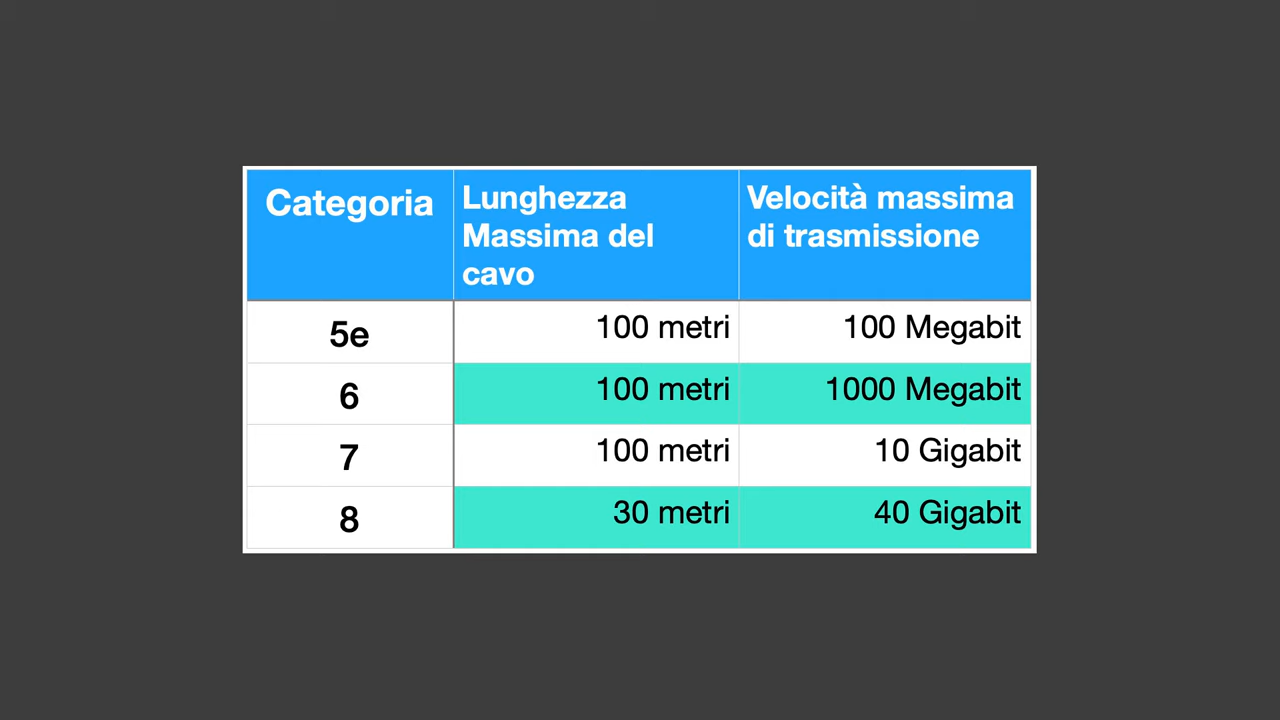 Categoria
Lunghezza
Massima del
cavo
Velocità massima
di trasmissione
5e
100 metri
100 Megabit
6
100 metri
1000 Megabit
7
100 metri
10 Gigabit
8
30 metri
40 Gigabit